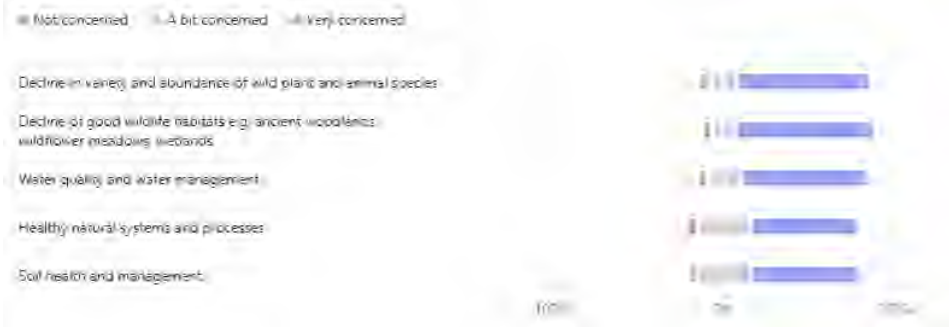 Not concerned A bit concerned Very concerned
Decline in variety and abundance of wild plant and animal species
Decline of good wildlife habitats e.g. ancient woodlands,
wildflower meadows, wetlands
Water quality and water management
Healthy natural systems and processes
Soil health and management
100%
0%
100%